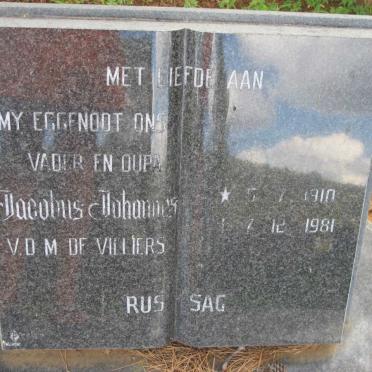 MET LIEFDE AAN
MY EGGENOOT ONS
VADER EN OUPA
Jacobus Johannes
V.D M DE VILLIERS
★ 5 7 1910
† 2 12 1981
RUS SAG